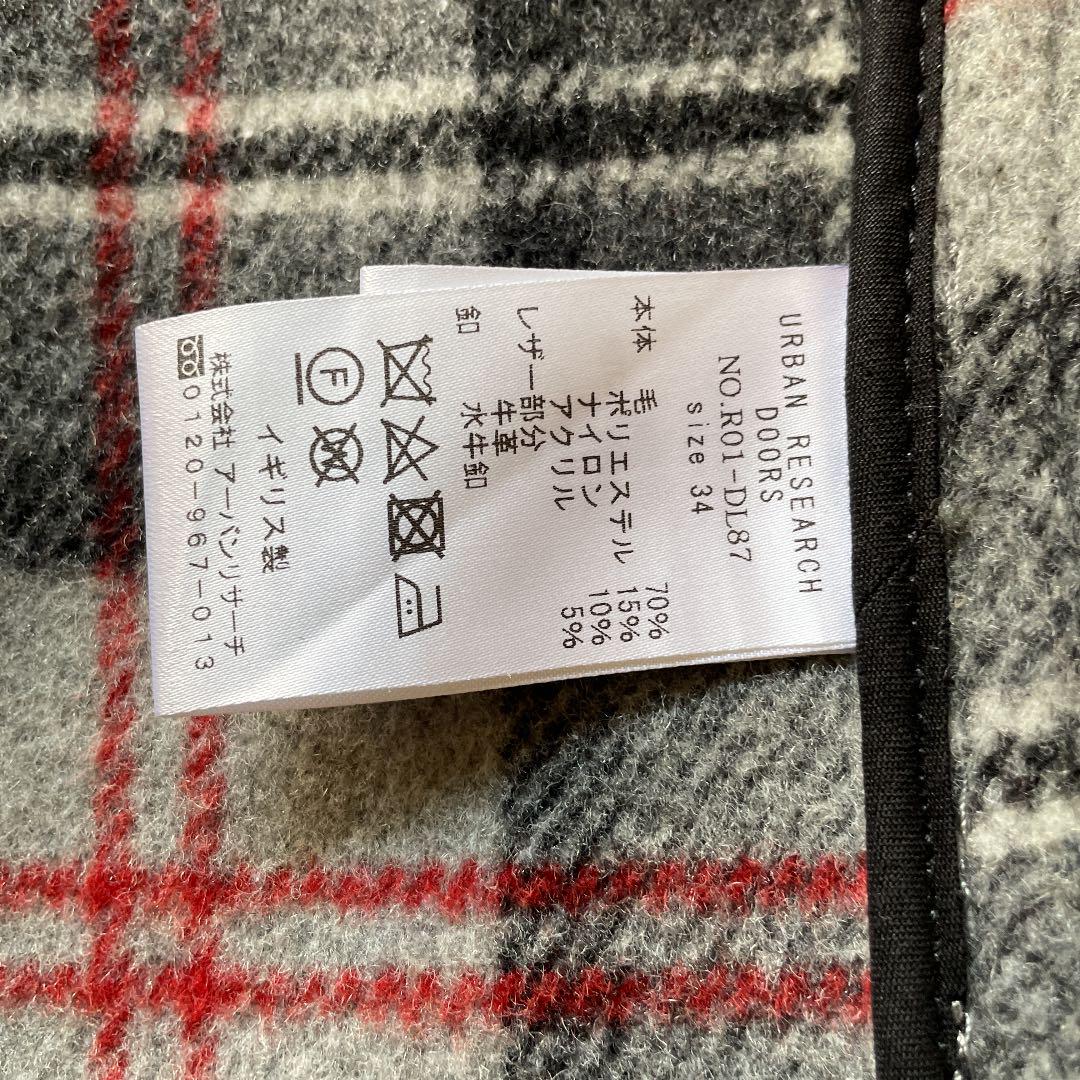 URBAN RESEARCH
DOORS
NO.R01-DL87
size 34
本体 毛 70%
ポリエステル 15%
ナイロン 10%
アクリル 5%
レザー部分 牛革
釦 水牛釦
F
イギリス製
株式会社 アーバンリサーチ
0120-967-013